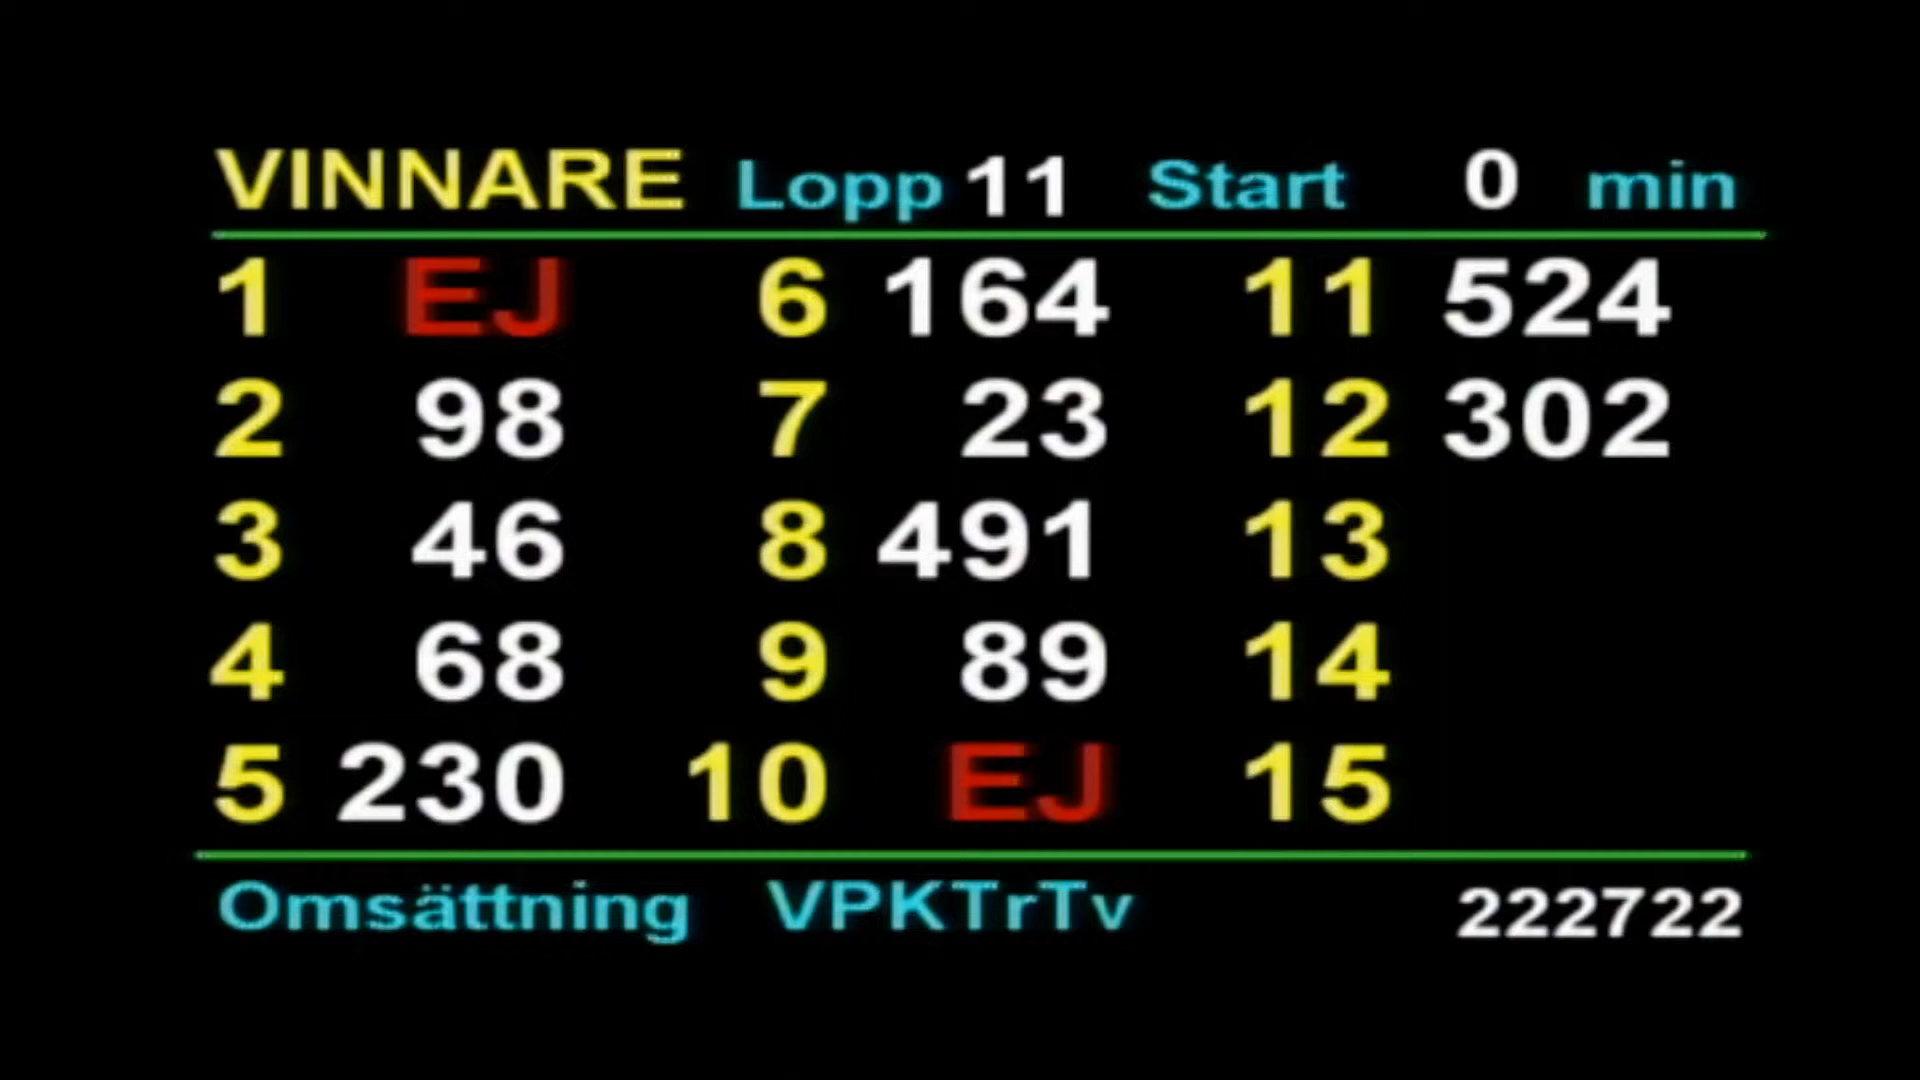 VINNARE Lopp 11 Start 0 min
1 EJ 6 164 11 524
2 98 7 23 12 302
3 46 8 491 13
4 68 9 89 14
5 230 10 EJ 15
Omsättning VPKTrTv 222722